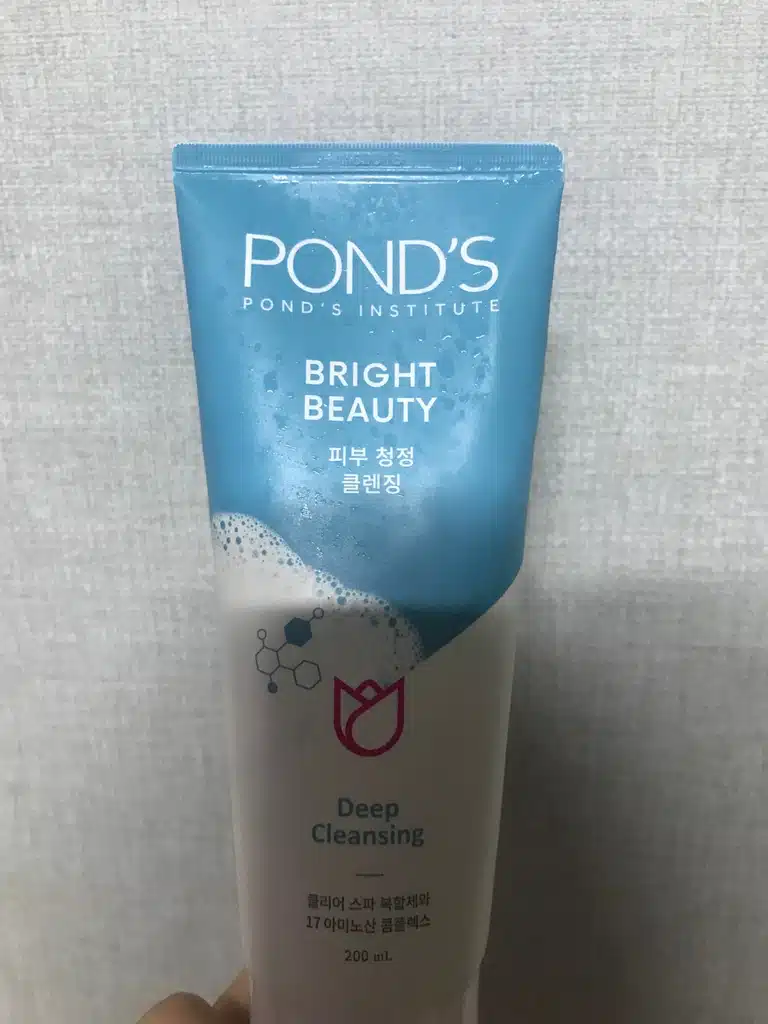 POND'S
POND'S INSTITUTE
BRIGHT
BEAUTY
피부 청정
클렌징
Deep
Cleansing
클리어 스파 복합체와
17 아미노산 콤플렉스
200 mL